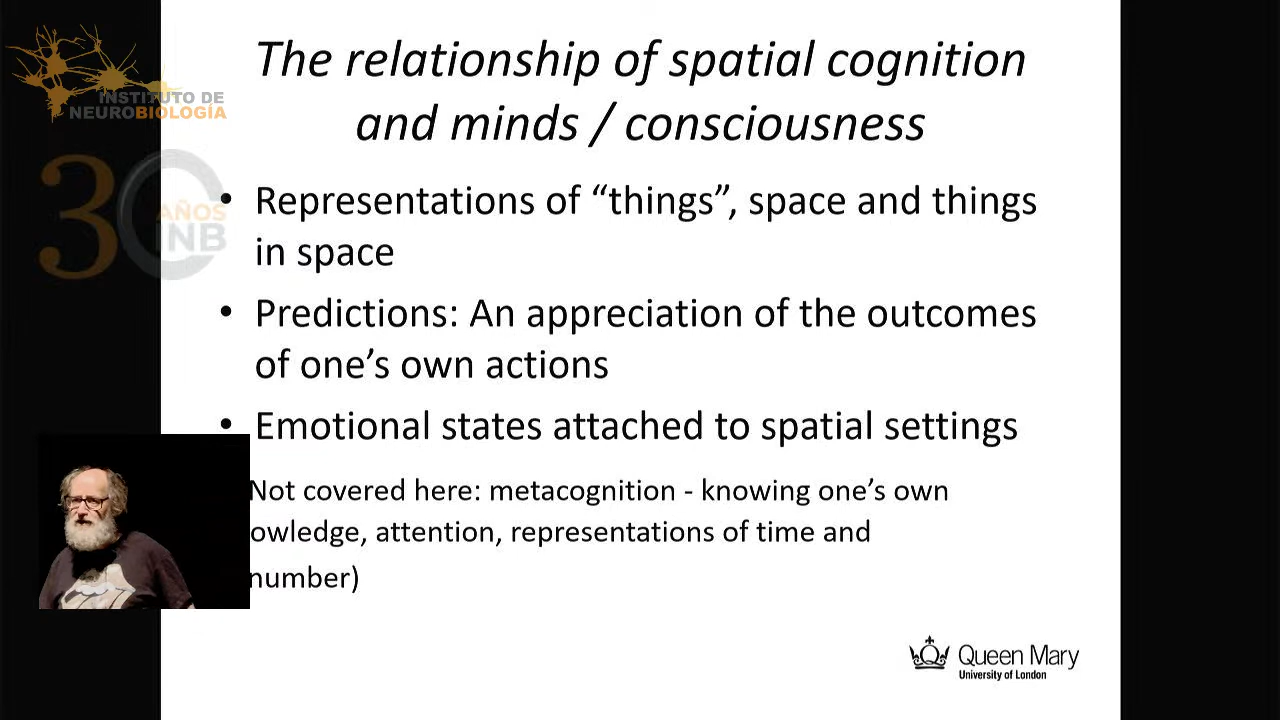 The relationship of spatial cognition
and minds / consciousness
INSTITUTO DE
NEUROBIOLOGÍA
30
AÑOS
INB
• Representations of “things”, space and things
in space
• Predictions: An appreciation of the outcomes
of one’s own actions
• Emotional states attached to spatial settings
Not covered here: metacognition - knowing one’s own
owledge, attention, representations of time and
number)
Queen Mary
University of London